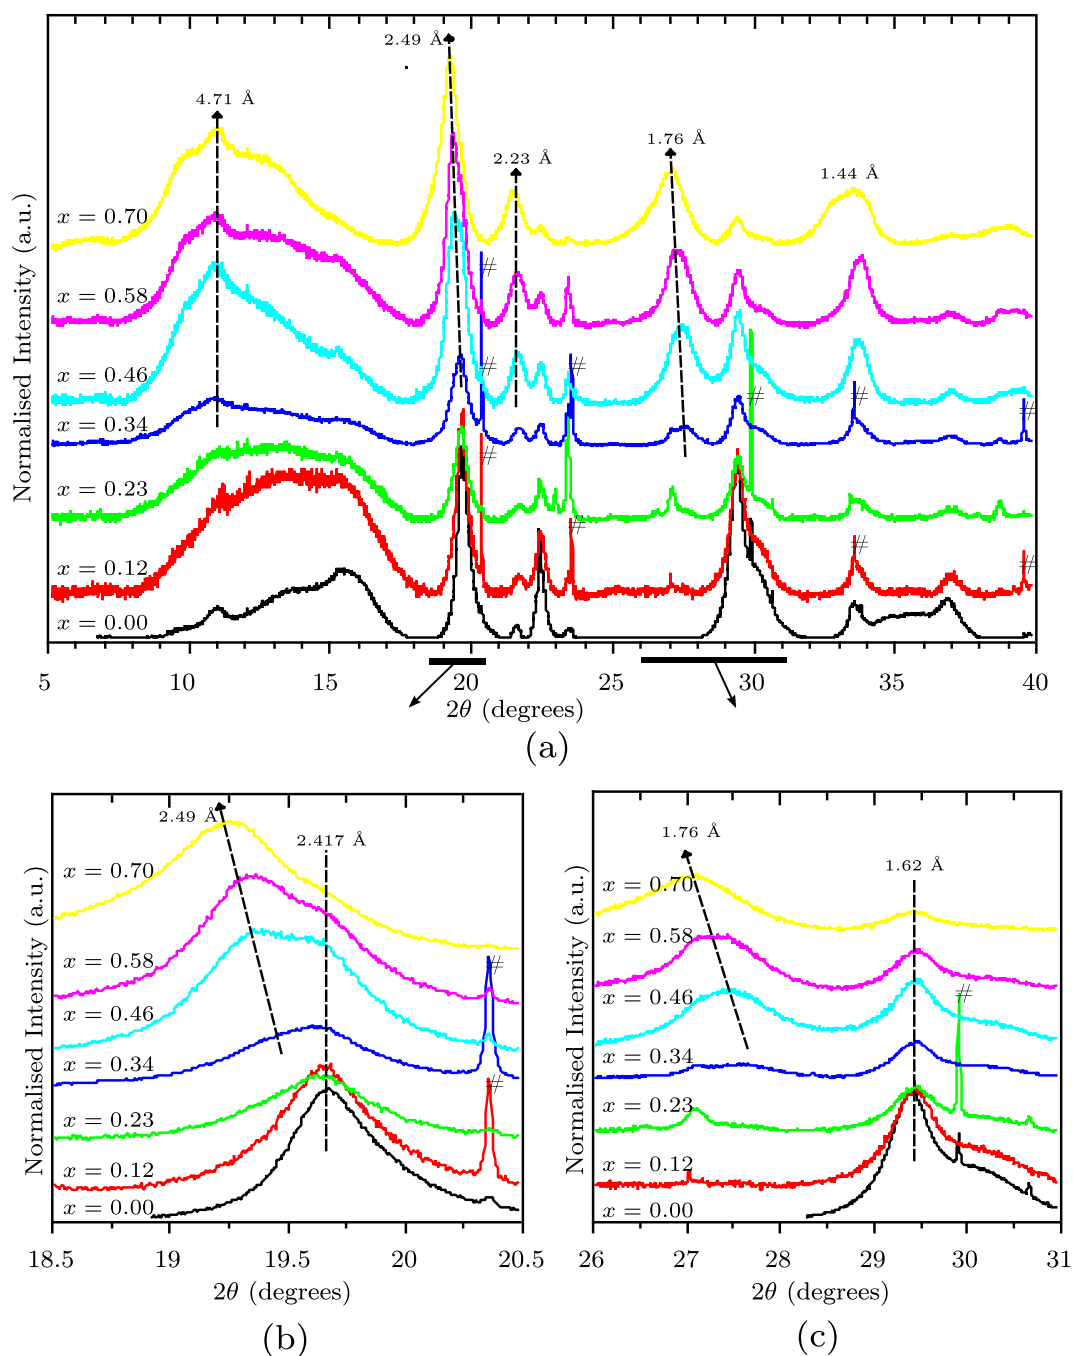 2.49 Å
4.71 Å
1.76 Å
2.23 Å
1.44 Å
Normalised Intensity (a.u.)
x = 0.70
#
x = 0.58
# #
x = 0.46
# # #
x = 0.34
#
x = 0.23
#
x = 0.12
# #
x = 0.00
5 10 15 20 25 30 35 40
2θ (degrees)
(a)
2.49 Å
2.417 Å
Normalised Intensity (a.u.)
x = 0.70
x = 0.58
#
x = 0.46
x = 0.34
#
x = 0.23
x = 0.12
x = 0.00
18.5 19 19.5 20 20.5
2θ (degrees)
(b)
1.76 Å
1.62 Å
Normalised Intensity (a.u.)
x = 0.70
x = 0.58
x = 0.46
#
x = 0.34
x = 0.23
x = 0.12
x = 0.00
26 27 28 29 30 31
2θ (degrees)
(c)